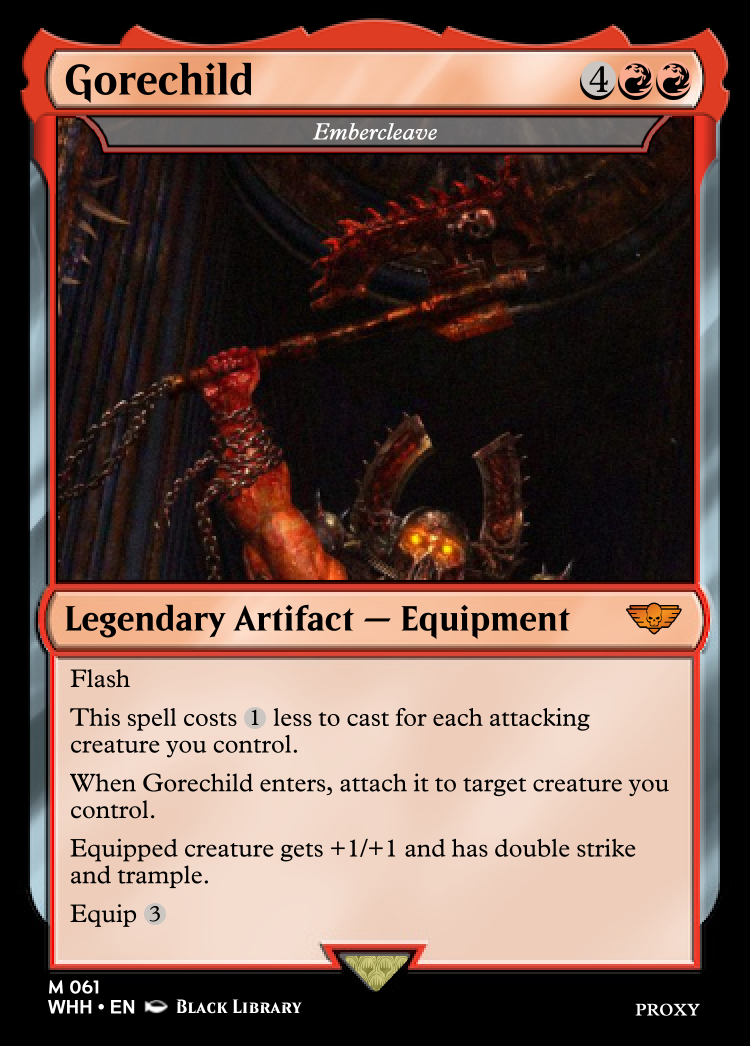 Gorechild 4
Embercleave
Legendary Artifact — Equipment
Flash
This spell costs 1 less to cast for each attacking
creature you control.
When Gorechild enters, attach it to target creature you
control.
Equipped creature gets +1/+1 and has double strike
and trample.
Equip 3
M 061
WHH • EN BLACK LIBRARY
PROXY